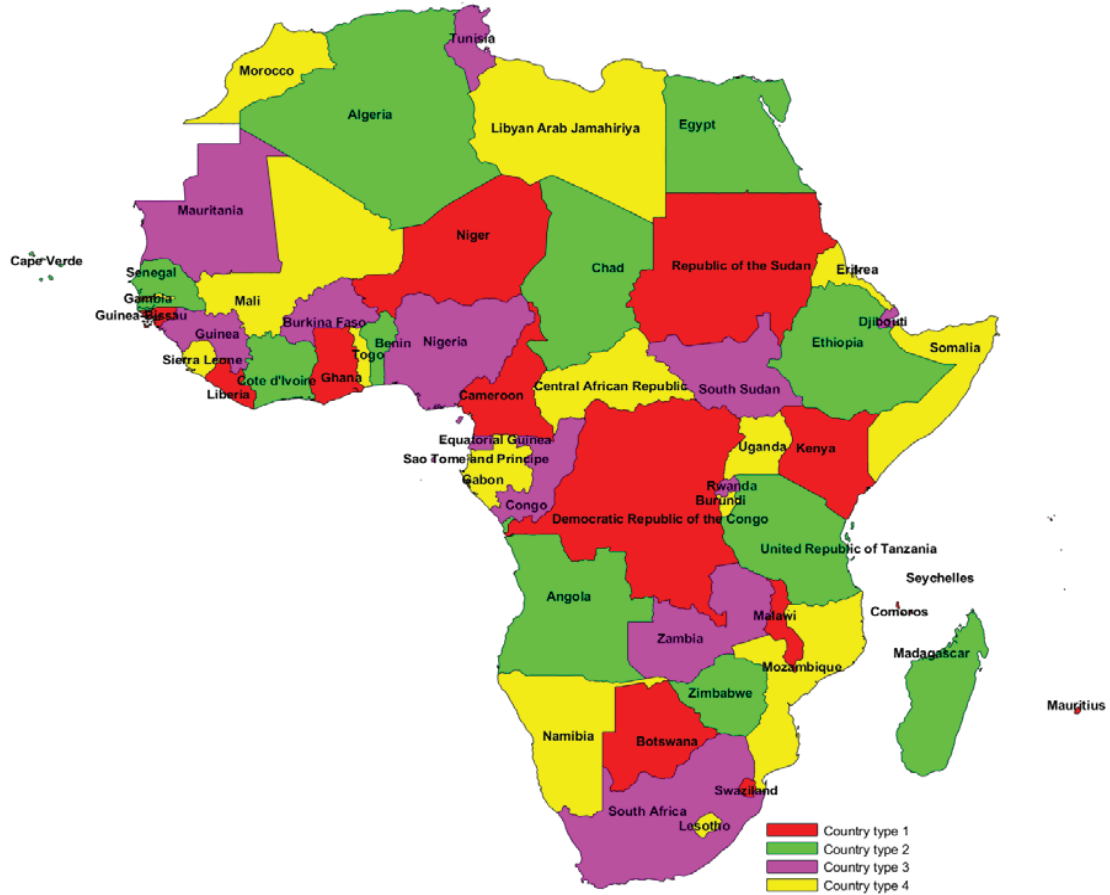 Tunisia
Morocco
Algeria
Libyan Arab Jamahiriya
Egypt
Mauritania
Niger
Cape Verde
Senegal
Chad
Republic of the Sudan
Eritrea
Gambia
Mali
Guinea-Bissau
Burkina Faso
Djibouti
Guinea
Benin
Nigeria
Ethiopia
Somalia
Sierra Leone
Togo
Cote d'Ivoire
Ghana
Central African Republic
South Sudan
Liberia
Cameroon
Equatorial Guinea
Uganda
Kenya
Sao Tome and Principe
Gabon
Rwanda
Burundi
Congo
Democratic Republic of the Congo
United Republic of Tanzania
Seychelles
Angola
Comoros
Malawi
Zambia
Madagascar
Mozambique
Zimbabwe
Mauritius
Namibia
Botswana
Swaziland
South Africa
Lesotho
Country type 1
Country type 2
Country type 3
Country type 4